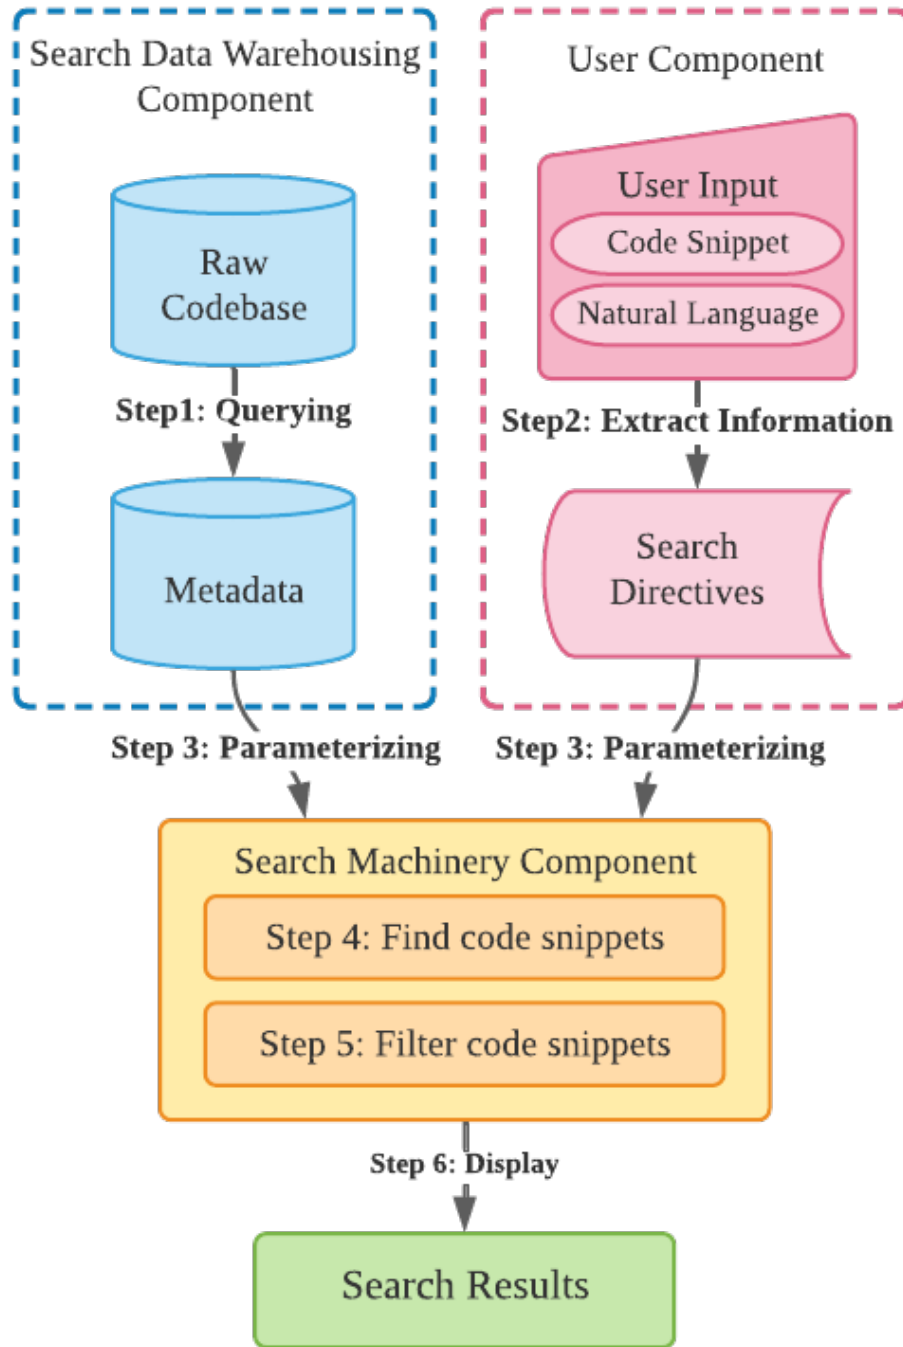 Search Data Warehousing
Component
Raw
Codebase
Step1: Querying
Metadata
User Component
User Input
Code Snippet
Natural Language
Step2: Extract Information
Search
Directives
Step 3: Parameterizing
Step 3: Parameterizing
Search Machinery Component
Step 4: Find code snippets
Step 5: Filter code snippets
Step 6: Display
Search Results